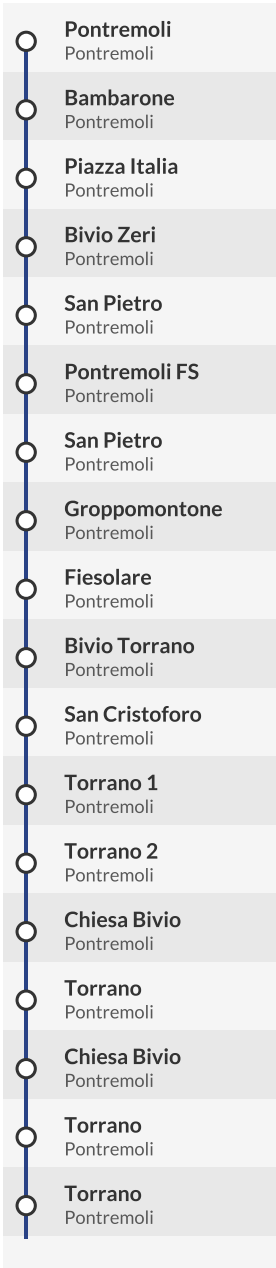 Pontremoli
Pontremoli
Bambarone
Pontremoli
Piazza Italia
Pontremoli
Bivio Zeri
Pontremoli
San Pietro
Pontremoli
Pontremoli FS
Pontremoli
San Pietro
Pontremoli
Groppomontone
Pontremoli
Fiesolare
Pontremoli
Bivio Torrano
Pontremoli
San Cristoforo
Pontremoli
Torrano 1
Pontremoli
Torrano 2
Pontremoli
Chiesa Bivio
Pontremoli
Torrano
Pontremoli
Chiesa Bivio
Pontremoli
Torrano
Pontremoli
Torrano
Pontremoli